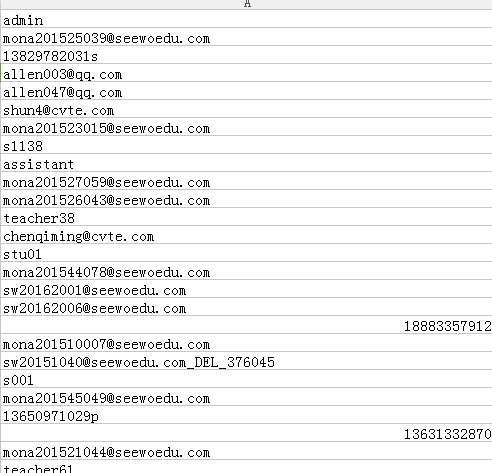 A
admin
mona201525039@seewoedu.com
13829782031s
allen003@qq.com
allen047@qq.com
shun4@cvte.com
mona201523015@seewoedu.com
s1138
assistant
mona201527059@seewoedu.com
mona201526043@seewoedu.com
teacher38
chenqiming@cvte.com
stu01
mona201544078@seewoedu.com
sw20162001@seewoedu.com
sw20162006@seewoedu.com
18883357912
mona201510007@seewoedu.com
sw20151040@seewoedu.com_DEL_376045
s001
mona201545049@seewoedu.com
13650971029p
13631332870
mona201521044@seewoedu.com
teacher61